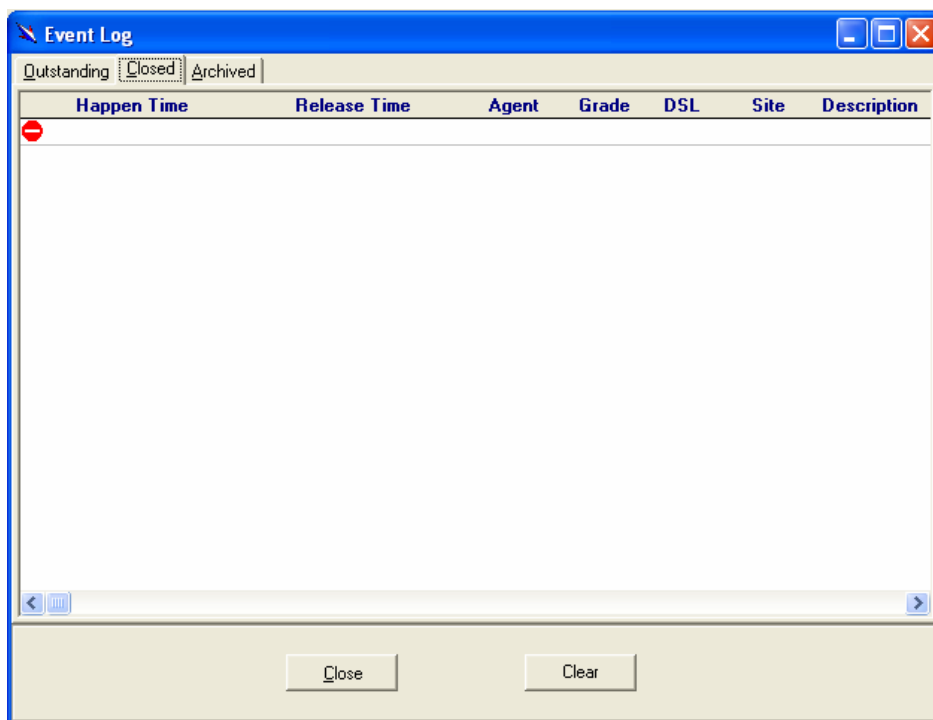 Event Log
Outstanding Closed Archived
Happen Time Release Time Agent Grade DSL Site Description
Close Clear